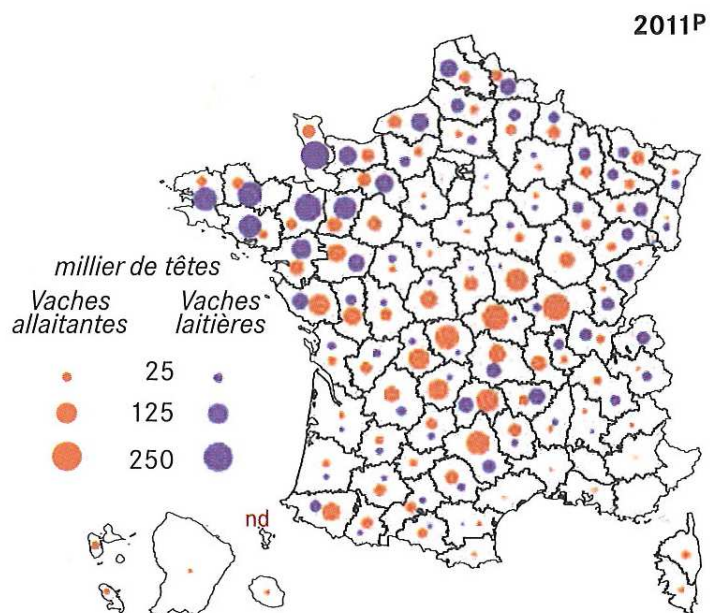 2011P
millier de têtes
Vaches allaitantes
Vaches laitières
25
125
250
nd